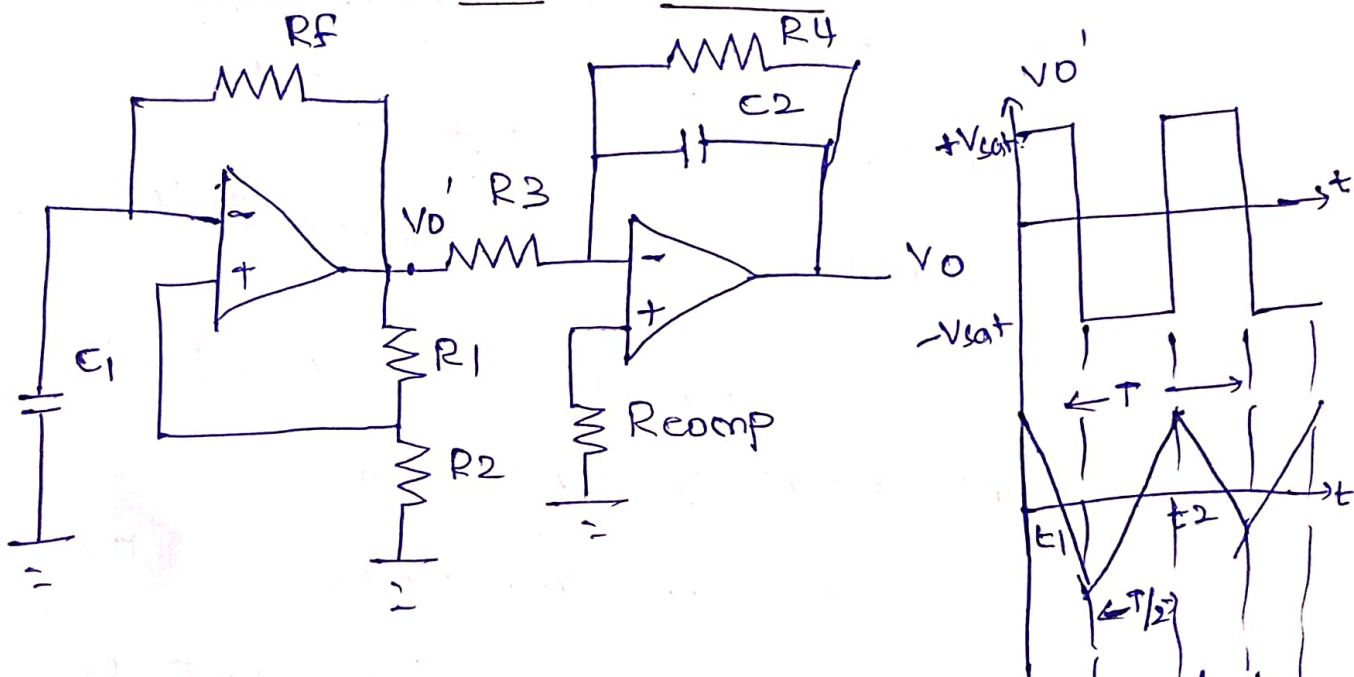 Rf
R4
C2
VO'
R3
VO'
+Vsat
t
-
+
-
+
VO
-Vsat
C1
R1
← T →
Rcomp
R2
t1
t2
t
←T/2→